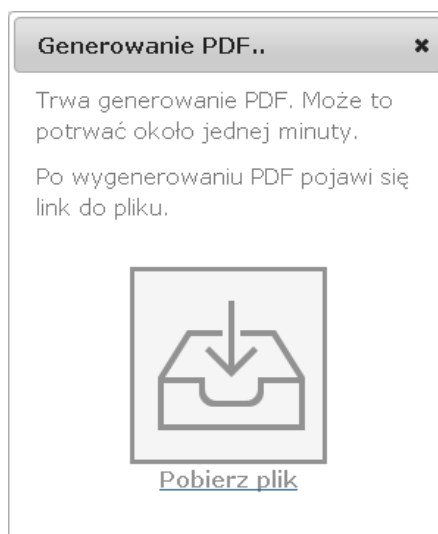 Generowanie PDF..
Trwa generowanie PDF. Może to
potrwać około jednej minuty.
Po wygenerowaniu PDF pojawi się
link do pliku.
Pobierz plik